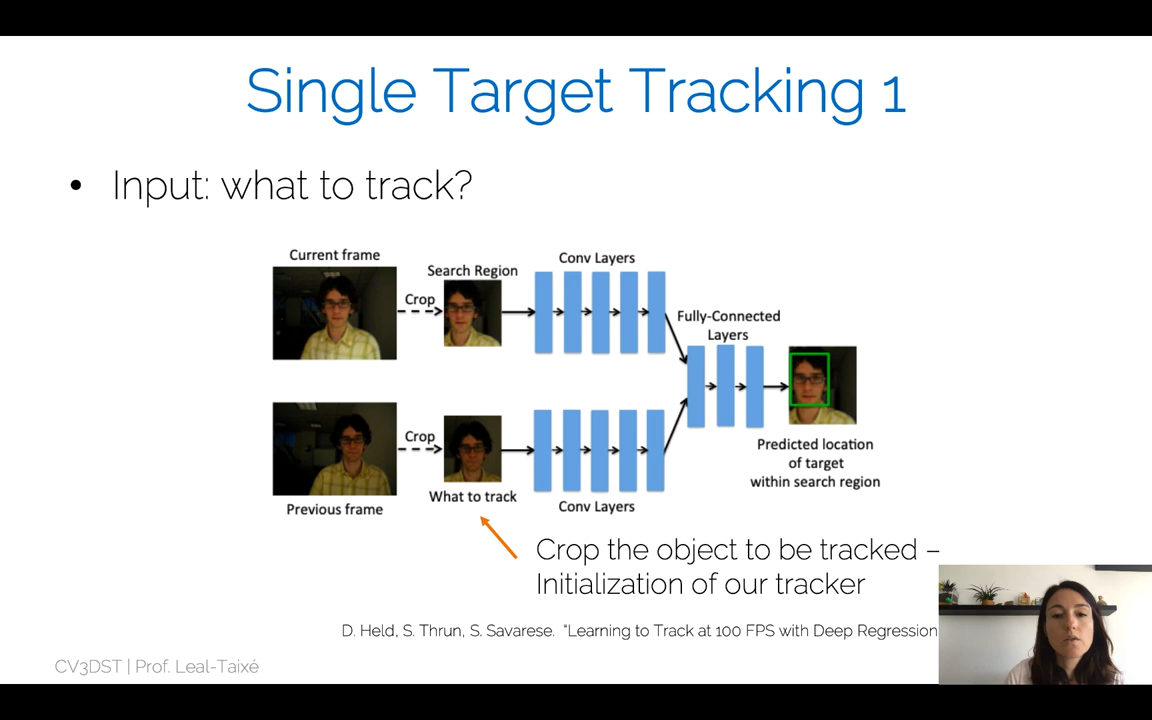 Single Target Tracking 1
• Input: what to track?
Current frame
Search Region
Conv Layers
Crop
Fully-Connected
Layers
Crop
Predicted location
of target
within search region
What to track
Previous frame
Conv Layers
Crop the object to be tracked –
Initialization of our tracker
D. Held, S. Thrun, S. Savarese. “Learning to Track at 100 FPS with Deep Regression
CV3DST | Prof. Leal-Taixé